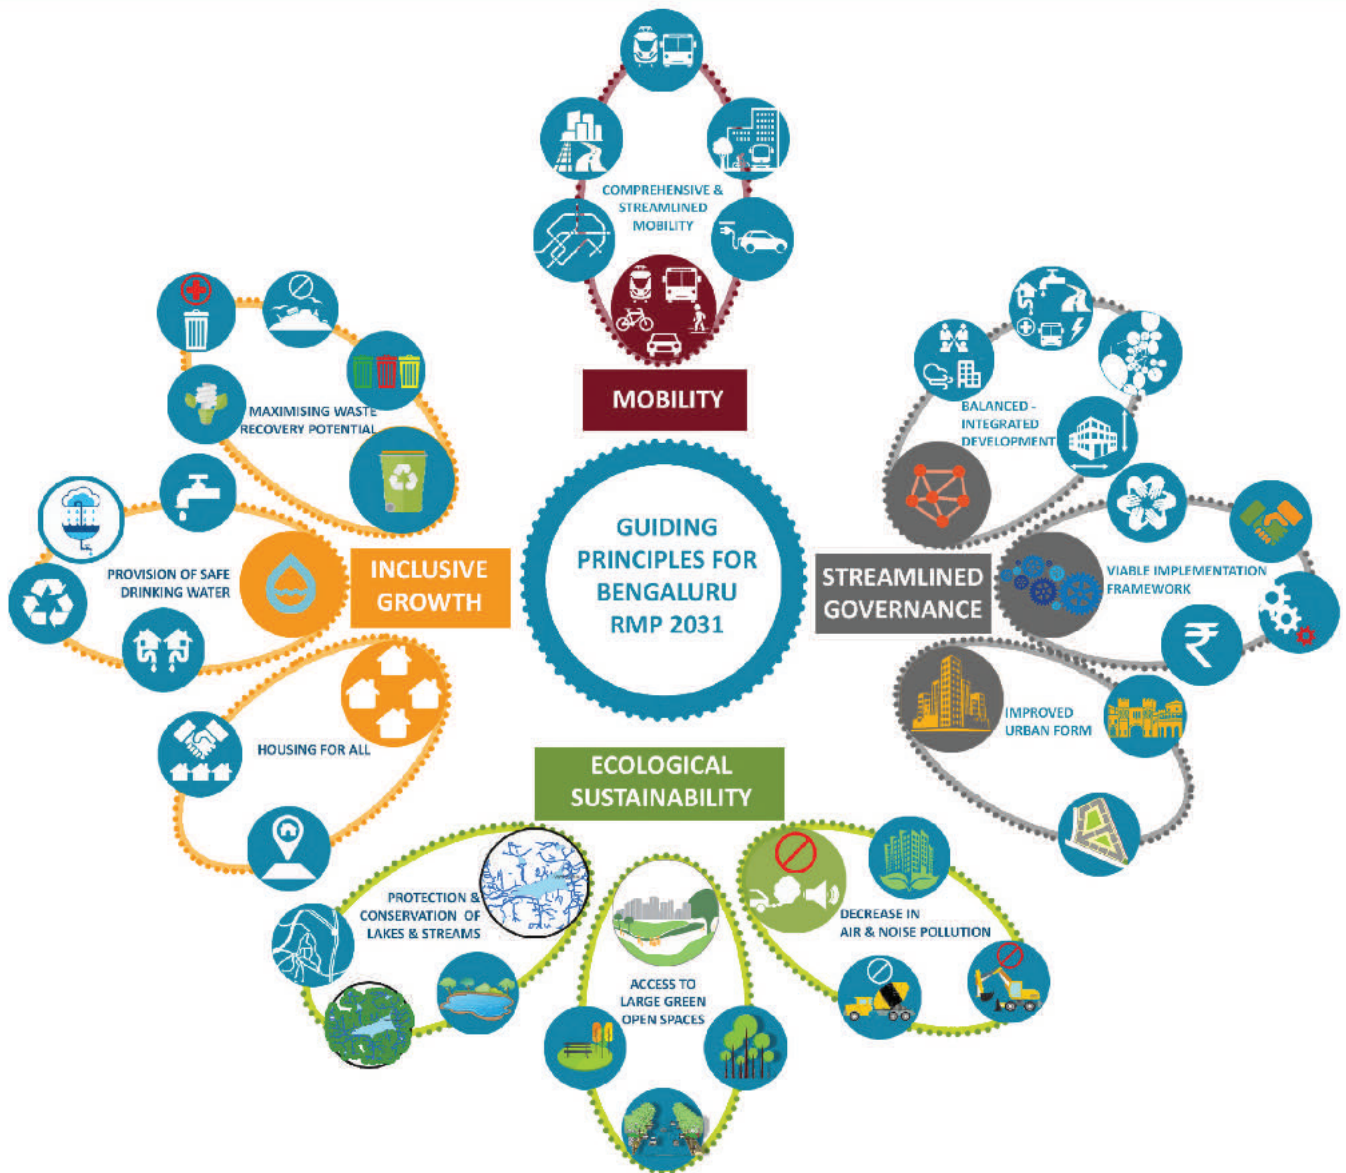 COMPREHENSIVE &
STREAMLINED
MOBILITY
MOBILITY
MAXIMISING WASTE
RECOVERY POTENTIAL
PROVISION OF SAFE
DRINKING WATER
INCLUSIVE
GROWTH
HOUSING FOR ALL
GUIDING
PRINCIPLES FOR
BENGALURU
RMP 2031
BALANCED -
INTEGRATED
DEVELOPMENT
STREAMLINED
GOVERNANCE
VIABLE IMPLEMENTATION
FRAMEWORK
IMPROVED
URBAN FORM
ECOLOGICAL
SUSTAINABILITY
PROTECTION &
CONSERVATION OF
LAKES & STREAMS
ACCESS TO
LARGE GREEN
OPEN SPACES
DECREASE IN
AIR & NOISE POLLUTION